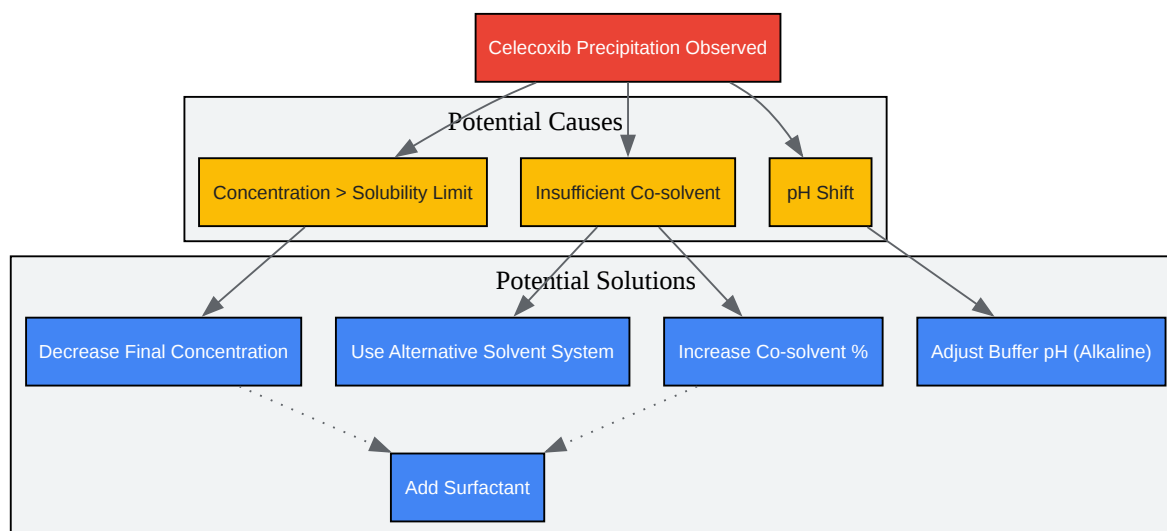 Celecoxib Precipitation Observed
Potential Causes
Concentration > Solubility Limit
Insufficient Co-solvent
pH Shift
Potential Solutions
Decrease Final Concentration
Use Alternative Solvent System
Increase Co-solvent %
Adjust Buffer pH (Alkaline)
Add Surfactant